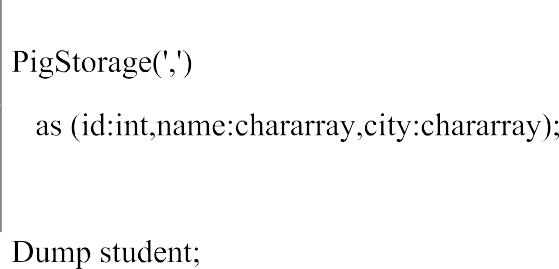 PigStorage(',')
as (id:int,name:chararray,city:chararray);
Dump student;